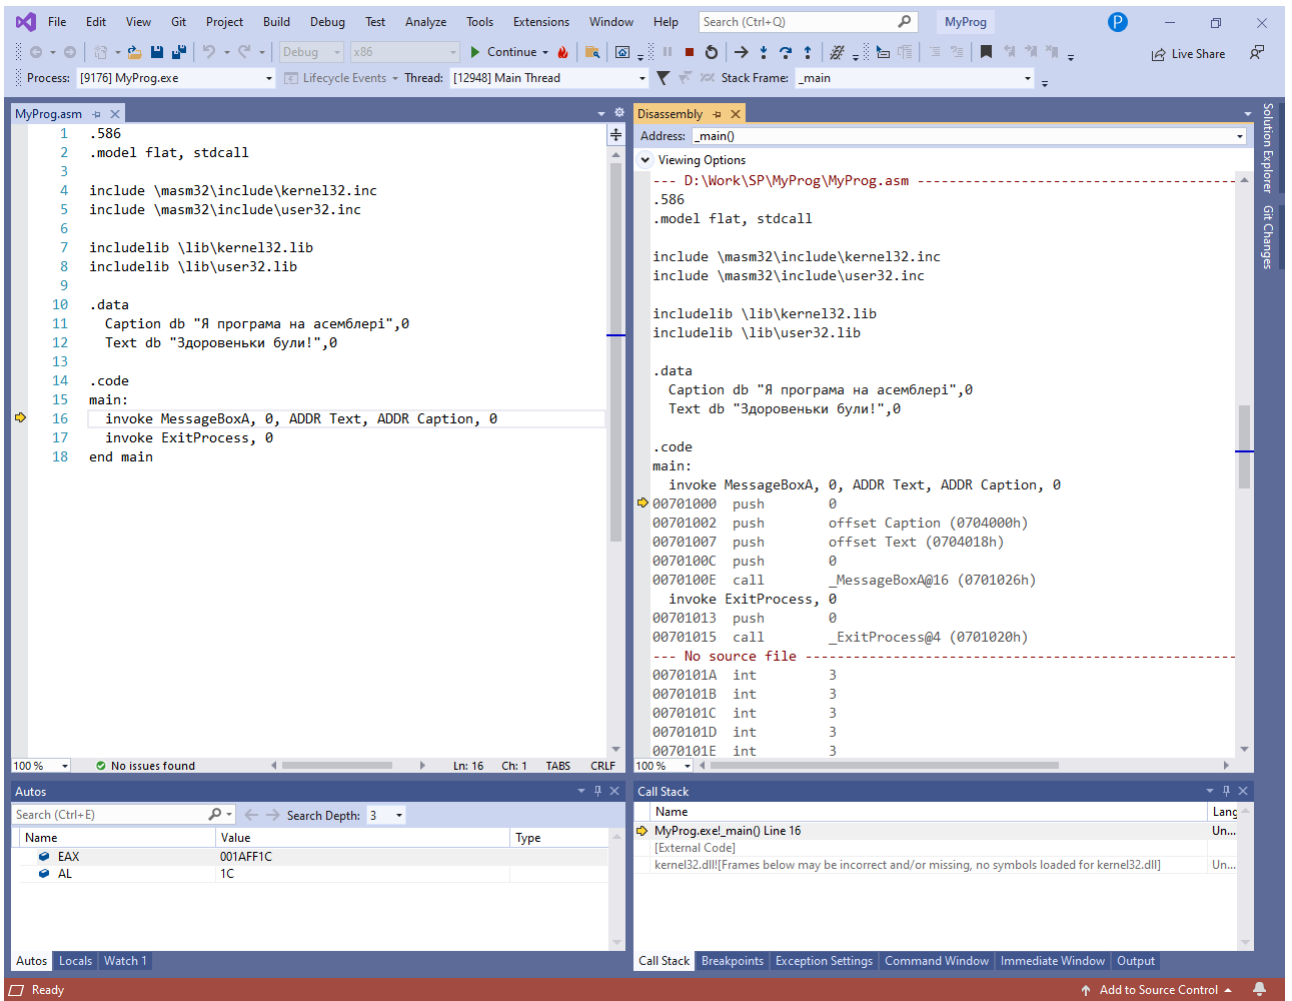 File Edit View Git Project Build Debug Test Analyze Tools Extensions Window Help Search (Ctrl+Q) MyProg P
Debug x86 Continue Live Share
Process: [9176] MyProg.exe Lifecycle Events Thread: [12948] Main Thread Stack Frame: _main
MyProg.asm
1 .586
2 .model flat, stdcall
3
4 include \masm32\include\kernel32.inc
5 include \masm32\include\user32.inc
6
7 includelib \lib\kernel32.lib
8 includelib \lib\user32.lib
9
10 .data
11 Caption db "Я програма на асемблері",0
12 Text db "Здоровеньки були!",0
13
14 .code
15 main:
16 invoke MessageBoxA, 0, ADDR Text, ADDR Caption, 0
17 invoke ExitProcess, 0
18 end main
100 % No issues found Ln: 16 Ch: 1 TABS CRLF
Disassembly
Address: _main()
Viewing Options
--- D:\Work\SP\MyProg\MyProg.asm ----------------------------------------
.586
.model flat, stdcall
include \masm32\include\kernel32.inc
include \masm32\include\user32.inc
includelib \lib\kernel32.lib
includelib \lib\user32.lib
.data
Caption db "Я програма на асемблері",0
Text db "Здоровеньки були!",0
.code
main:
invoke MessageBoxA, 0, ADDR Text, ADDR Caption, 0
00701000 push 0
00701002 push offset Caption (0704000h)
00701007 push offset Text (0704018h)
0070100C push 0
0070100E call _MessageBoxA@16 (0701026h)
invoke ExitProcess, 0
00701013 push 0
00701015 call _ExitProcess@4 (0701020h)
--- No source file ------------------------------------------------------
0070101A int 3
0070101B int 3
0070101C int 3
0070101D int 3
0070101E int 3
100 %
Solution Explorer
Git Changes
Autos
Search (Ctrl+E) Search Depth: 3
Name Value Type
EAX 001AFF1C
AL 1C
Autos Locals Watch 1
Call Stack
Name Lang
MyProg.exe!_main() Line 16 Un...
[External Code]
kernel32.dll![Frames below may be incorrect and/or missing, no symbols loaded for kernel32.dll] Un...
Call Stack Breakpoints Exception Settings Command Window Immediate Window Output
Ready Add to Source Control